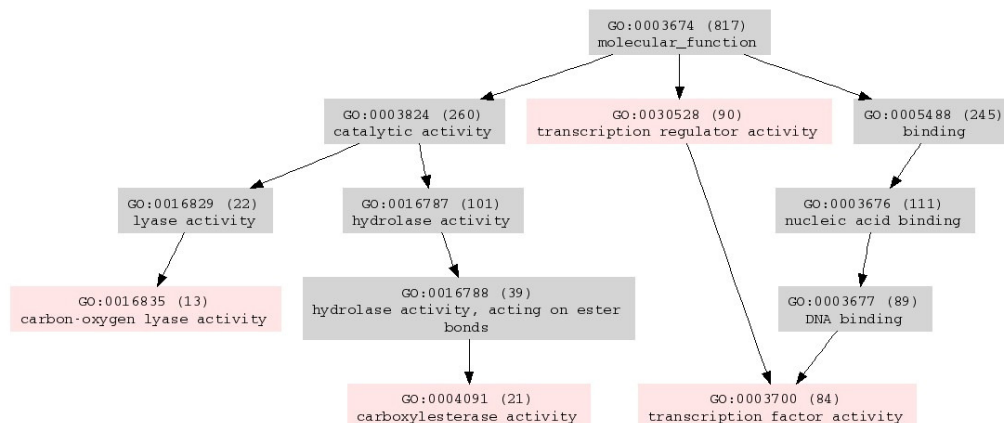 GO:0003674 (817)
molecular_function
GO:0003824 (260)
catalytic activity
GO:0030528 (90)
transcription regulator activity
GO:0005488 (245)
binding
GO:0016829 (22)
lyase activity
GO:0016787 (101)
hydrolase activity
GO:0003676 (111)
nucleic acid binding
GO:0016835 (13)
carbon-oxygen lyase activity
GO:0016788 (39)
hydrolase activity, acting on ester
bonds
GO:0003677 (89)
DNA binding
GO:0004091 (21)
carboxylesterase activity
GO:0003700 (84)
transcription factor activity